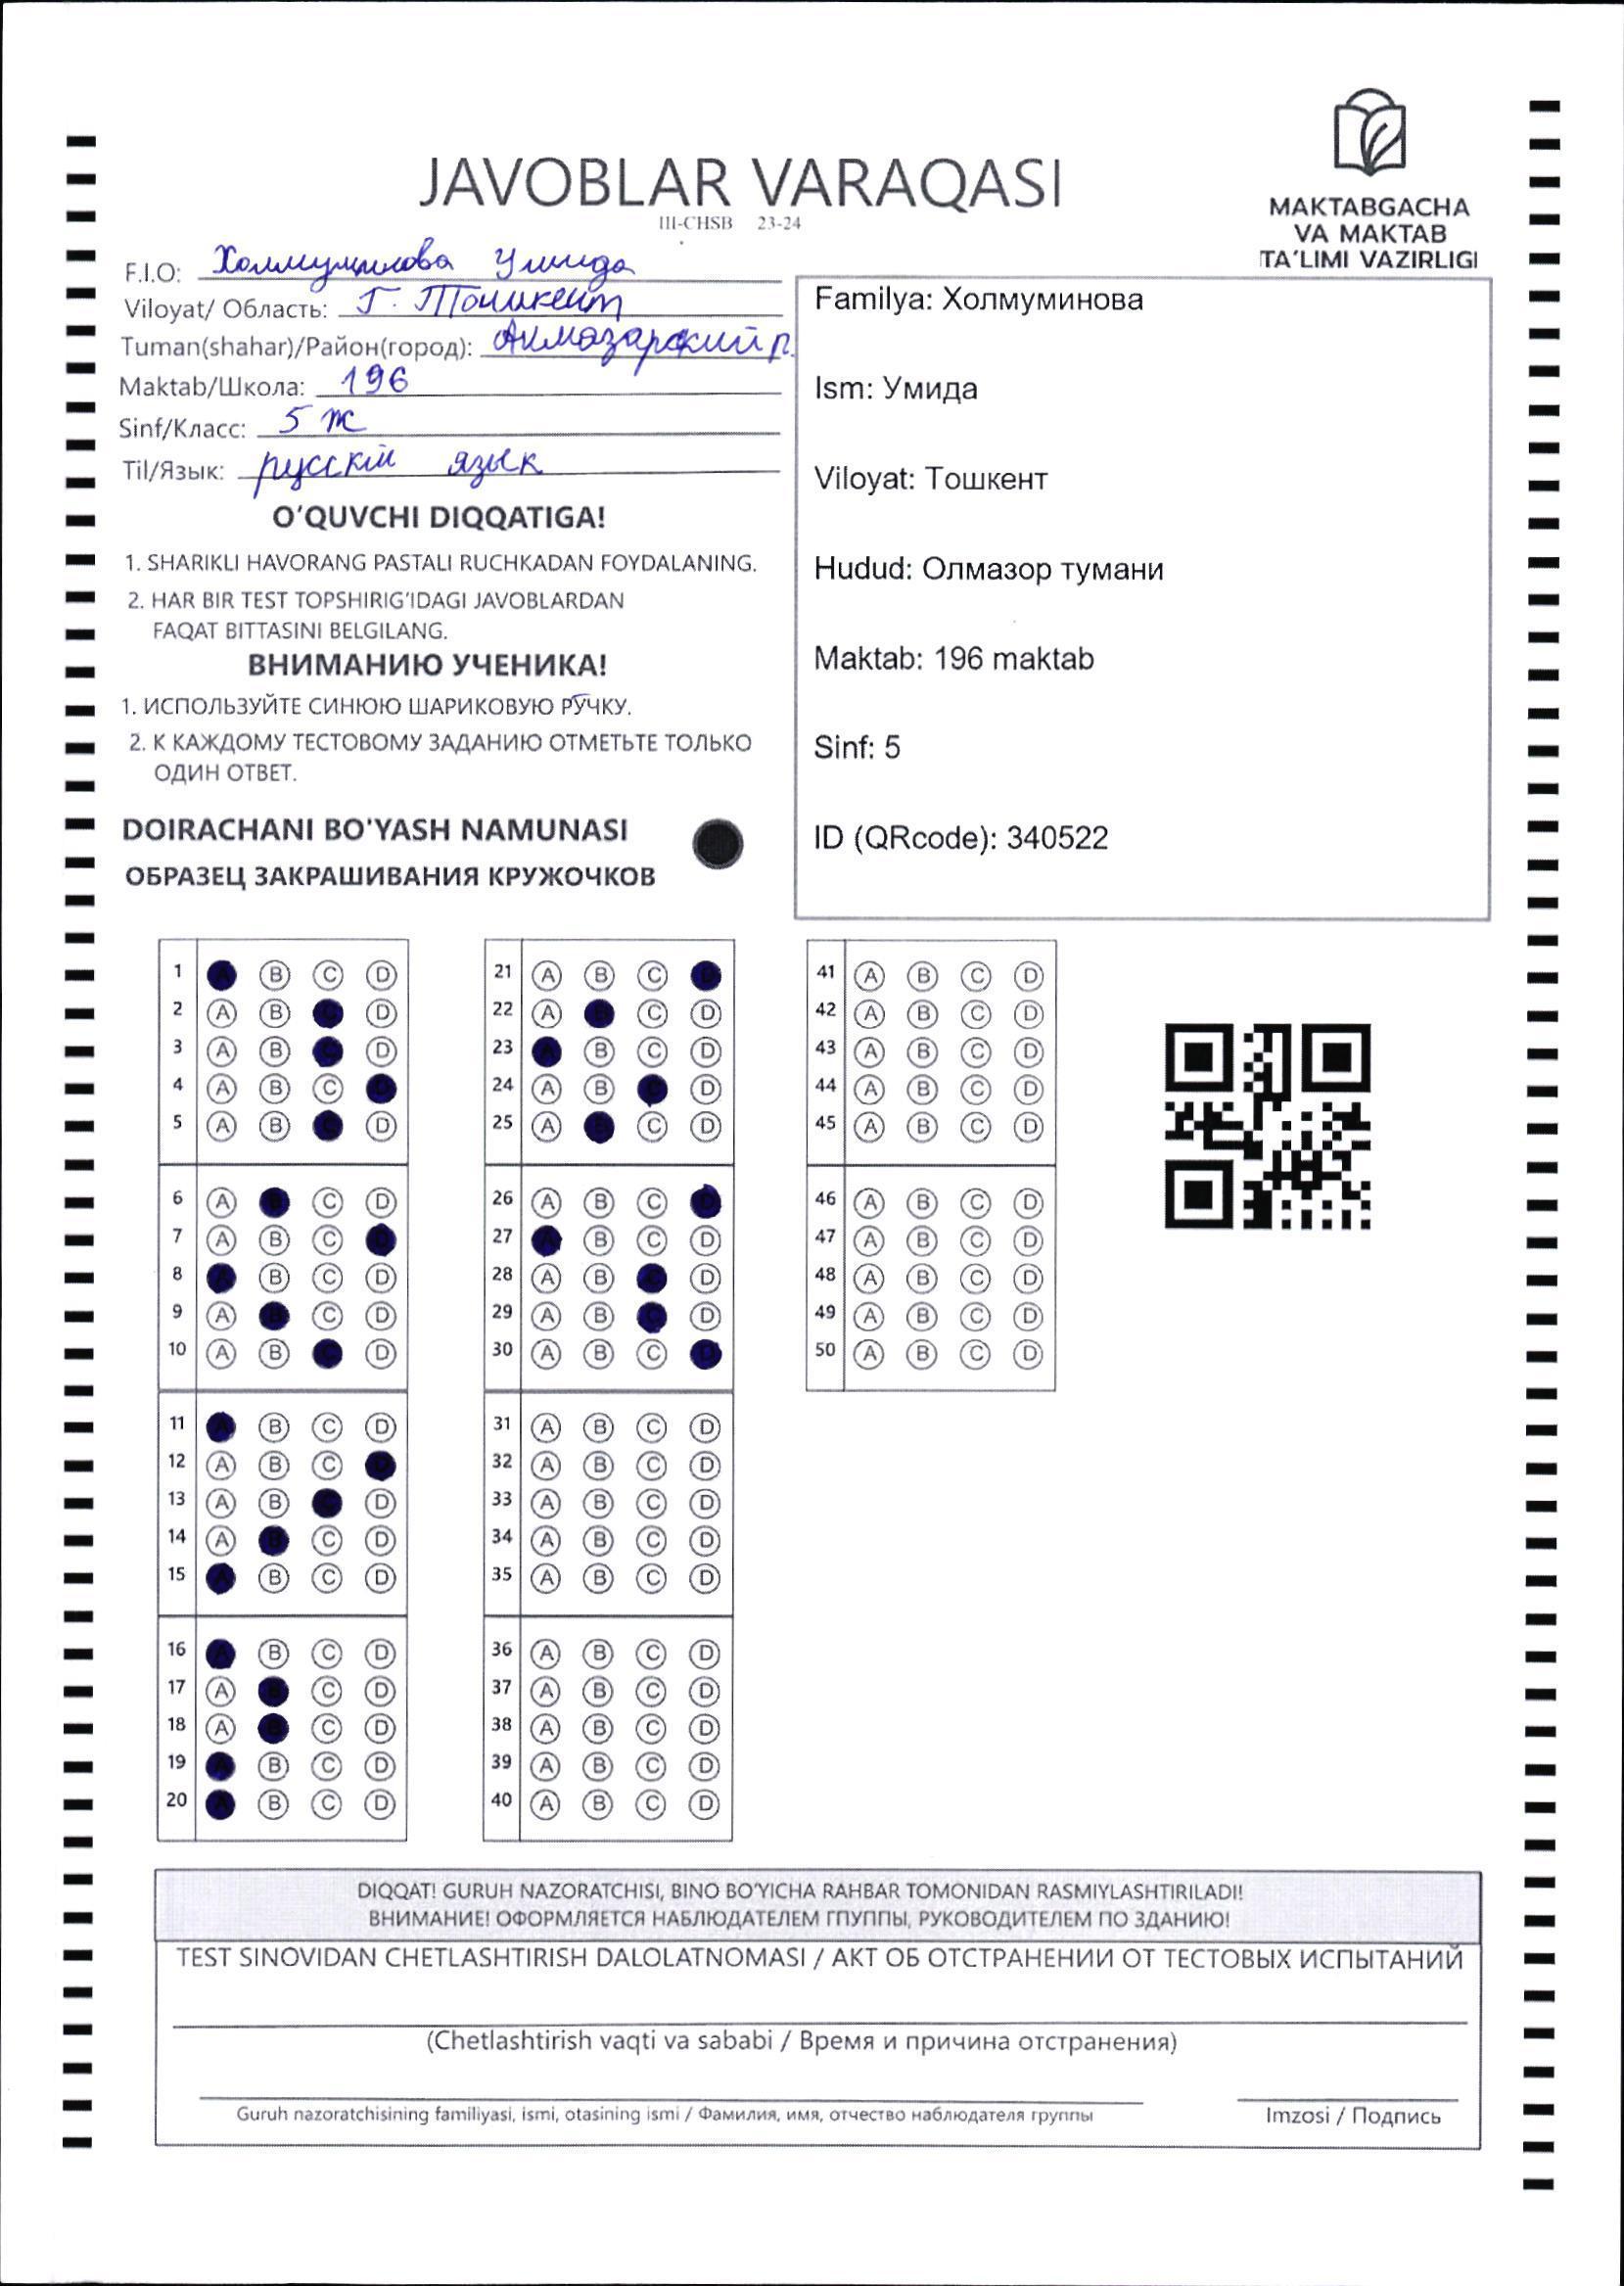 JAVOBLAR VARAQASI
III-CHSB 23-24
MAKTABGACHA
VA MAKTAB
TA'LIMI VAZIRLIGI
F.I.O: Холмуминова Умида
Viloyat/ Область: Г. Тошкент
Tuman(shahar)/Район(город): Алмазарский р.
Maktab/Школа: 196
Sinf/Класс: 5 Ж
Til/Язык: русский язык
O'QUVCHI DIQQATIGA!
1. SHARIKLI HAVORANG PASTALI RUCHKADAN FOYDALANING.
2. HAR BIR TEST TOPSHIRIG'IDAGI JAVOBLARDAN
FAQAT BITTASINI BELGILANG.
ВНИМАНИЮ УЧЕНИКА!
1. ИСПОЛЬЗУЙТЕ СИНЮЮ ШАРИКОВУЮ РУЧКУ.
2. К КАЖДОМУ ТЕСТОВОМУ ЗАДАНИЮ ОТМЕТЬТЕ ТОЛЬКО
ОДИН ОТВЕТ.
DOIRACHANI BO'YASH NAMUNASI
ОБРАЗЕЦ ЗАКРАШИВАНИЯ КРУЖОЧКОВ
Familya: Холмуминова
Ism: Умида
Viloyat: Тошкент
Hudud: Олмазор тумани
Maktab: 196 maktab
Sinf: 5
ID (QRcode): 340522
1 A B C D
2 A B C D
3 A B C D
4 A B C D
5 A B C D
6 A B C D
7 A B C D
8 A B C D
9 A B C D
10 A B C D
11 A B C D
12 A B C D
13 A B C D
14 A B C D
15 A B C D
16 A B C D
17 A B C D
18 A B C D
19 A B C D
20 A B C D
21 A B C D
22 A B C D
23 A B C D
24 A B C D
25 A B C D
26 A B C D
27 A B C D
28 A B C D
29 A B C D
30 A B C D
31 A B C D
32 A B C D
33 A B C D
34 A B C D
35 A B C D
36 A B C D
37 A B C D
38 A B C D
39 A B C D
40 A B C D
41 A B C D
42 A B C D
43 A B C D
44 A B C D
45 A B C D
46 A B C D
47 A B C D
48 A B C D
49 A B C D
50 A B C D
DIQQAT! GURUH NAZORATCHISI, BINO BO'YICHA RAHBAR TOMONIDAN RASMIYLASHTIRILADI!
ВНИМАНИЕ! ОФОРМЛЯЕТСЯ НАБЛЮДАТЕЛЕМ ГПУППЫ, РУКОВОДИТЕЛЕМ ПО ЗДАНИЮ!
TEST SINOVIDAN CHETLASHTIRISH DALOLATNOMASI / АКТ ОБ ОТСТРАНЕНИИ ОТ ТЕСТОВЫХ ИСПЫТАНИЙ
(Chetlashtirish vaqti va sababi / Время и причина отстранения)
Guruh nazoratchisining familiyasi, ismi, otasining ismi / Фамилия, имя, отчество наблюдателя группы
Imzosi / Подпись